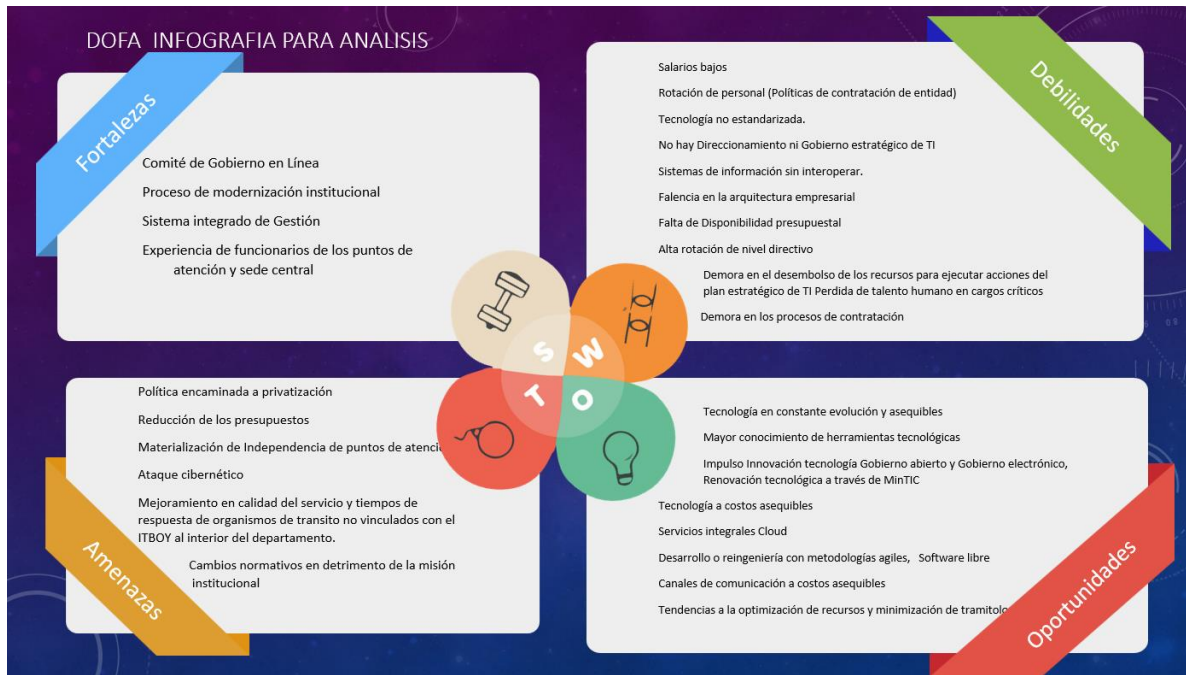 DOFA INFOGRAFIA PARA ANALISIS
Fortalezas
Comité de Gobierno en Línea
Proceso de modernización institucional
Sistema integrado de Gestión
Experiencia de funcionarios de los puntos de
atención y sede central
Debilidades
Salarios bajos
Rotación de personal (Políticas de contratación de entidad)
Tecnología no estandarizada.
No hay Direccionamiento ni Gobierno estratégico de TI
Sistemas de información sin interoperar.
Falencia en la arquitectura empresarial
Falta de Disponibilidad presupuestal
Alta rotación de nivel directivo
Demora en el desembolso de los recursos para ejecutar acciones del
plan estratégico de TI Perdida de talento humano en cargos críticos
Demora en los procesos de contratación
S W
T O
Amenazas
Política encaminada a privatización
Reducción de los presupuestos
Materialización de Independencia de puntos de atenci
Ataque cibernético
Mejoramiento en calidad del servicio y tiempos de
respuesta de organismos de transito no vinculados con el
ITBOY al interior del departamento.
Cambios normativos en detrimento de la misión
institucional
Oportunidades
Tecnología en constante evolución y asequibles
Mayor conocimiento de herramientas tecnológicas
Impulso Innovación tecnología Gobierno abierto y Gobierno electrónico,
Renovación tecnológica a través de MinTIC
Tecnología a costos asequibles
Servicios integrales Cloud
Desarrollo o reingeniería con metodologías agiles, Software libre
Canales de comunicación a costos asequibles
Tendencias a la optimización de recursos y minimización de tramitolo